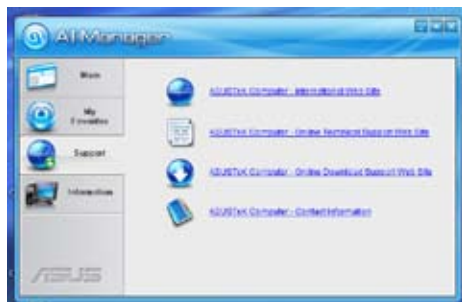 AI Manager
Main
My
Favorites
Support
Information
ASUSTeK Computer - International Web Site
ASUSTeK Computer - Online Technical Support Web Site
ASUSTeK Computer - Online Download Support Web Site
ASUSTeK Computer - Contact Information
ASUS